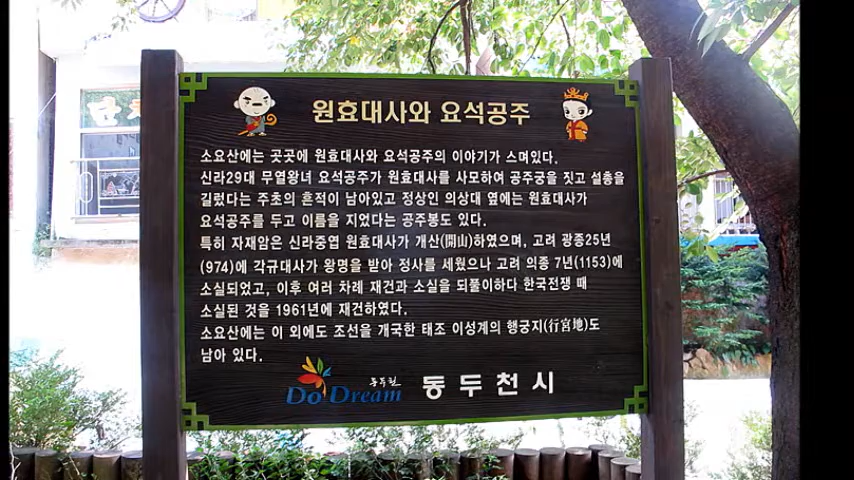 원효대사와 요석공주
소요산에는 곳곳에 원효대사와 요석공주의 이야기가 스며있다.
신라29대 무열왕녀 요석공주가 원효대사를 사모하여 공주궁을 짓고 설총을
길렀다는 주초의 흔적이 남아있고 정상인 의상대 옆에는 원효대사가
요석공주를 두고 이름을 지었다는 공주봉도 있다.
특히 자재암은 신라중엽 원효대사가 개산(開山)하였으며, 고려 광종25년
(974)에 각규대사가 왕명을 받아 정사를 세웠으나 고려 의종 7년(1153)에
소실되었고, 이후 여러 차례 재건과 소실을 되풀이하다 한국전쟁 때
소실된 것을 1961년에 재건하였다.
소요산에는 이 외에도 조선을 개국한 태조 이성계의 행궁지(行宮地)도
남아 있다.
동두천
Do Dream 동두천시